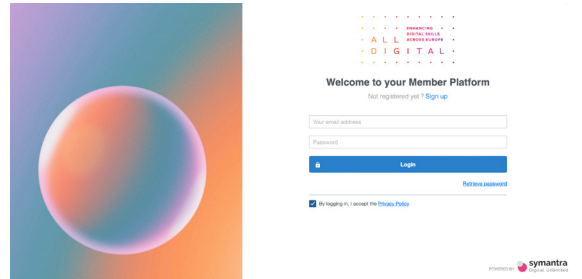 ENHANCING
DIGITAL SKILLS
ALL ACROSS EUROPE
DIGITAL
Welcome to your Member Platform
Not registered yet ? Sign up
Your email address
Password
Login
Retrieve password
By logging in, I accept the Privacy Policy
POWERED BY symantra
Digital. Unlimited